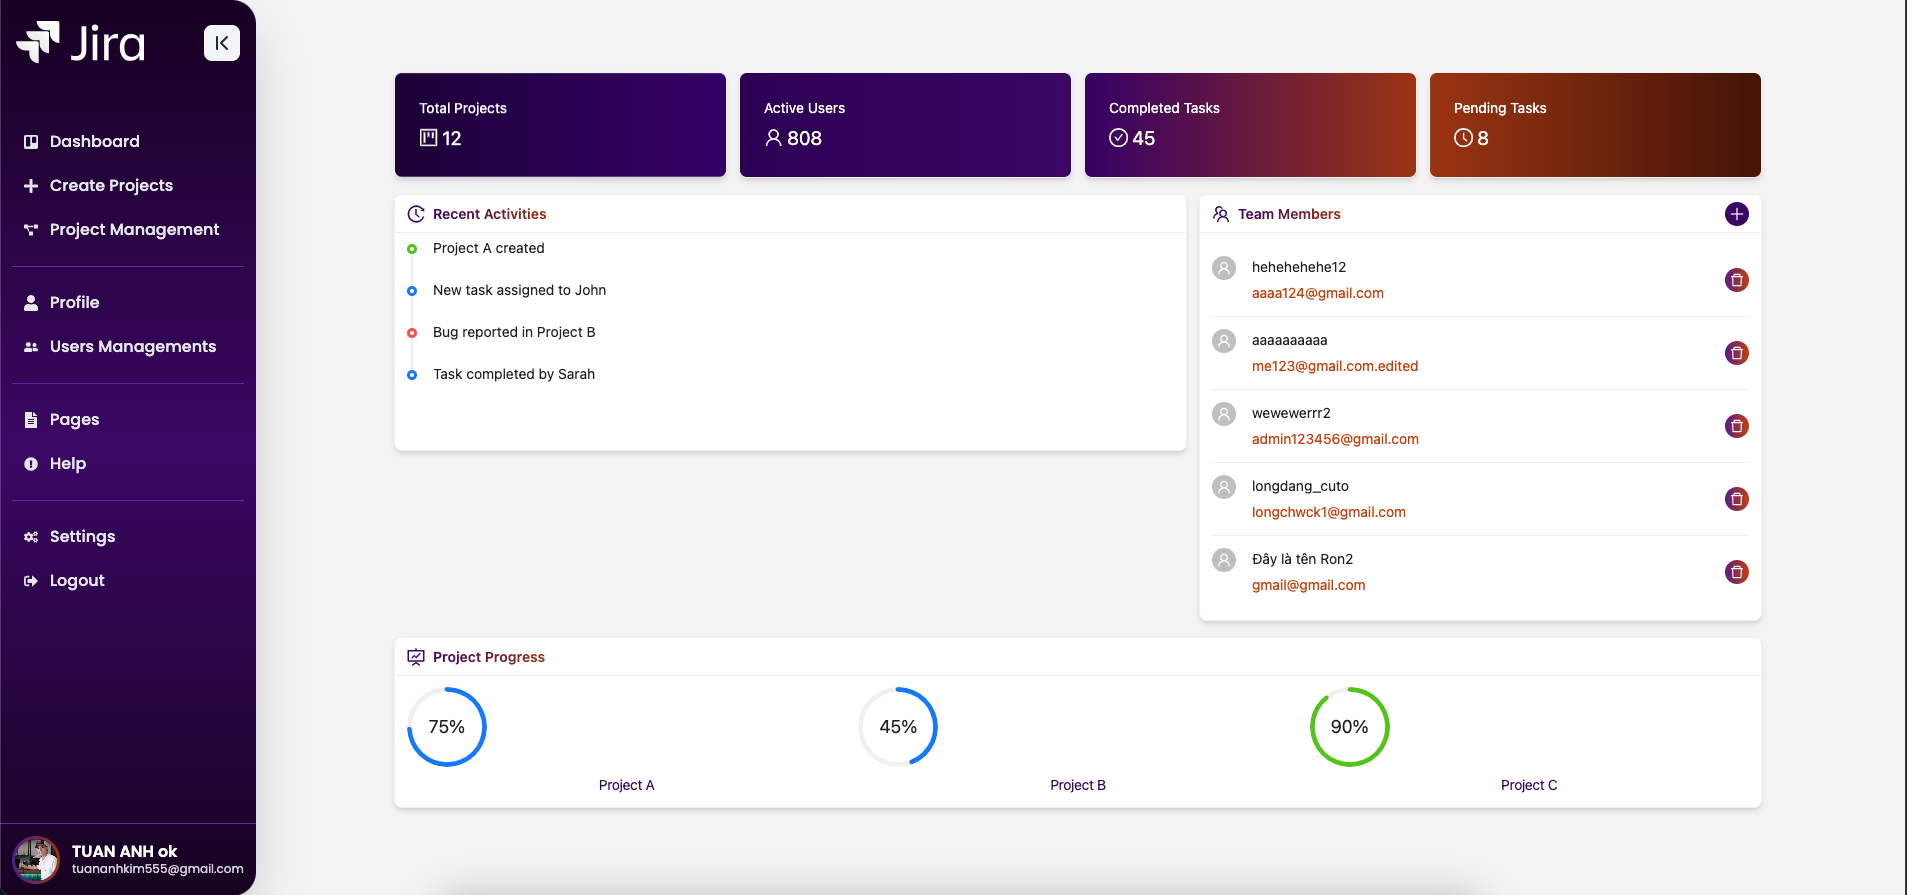 Jira
Dashboard
Create Projects
Project Management
Profile
Users Managements
Pages
Help
Settings
Logout
TUAN ANH ok
tuananhkim555@gmail.com
Total Projects
12
Active Users
808
Completed Tasks
45
Pending Tasks
8
Recent Activities
Project A created
New task assigned to John
Bug reported in Project B
Task completed by Sarah
Team Members
hehehehehe12
aaaa124@gmail.com
aaaaaaaaaa
me123@gmail.com.edited
wewewerrr2
admin123456@gmail.com
longdang_cuto
longchwck1@gmail.com
Đây là tên Ron2
gmail@gmail.com
Project Progress
75%
45%
90%
Project A
Project B
Project C